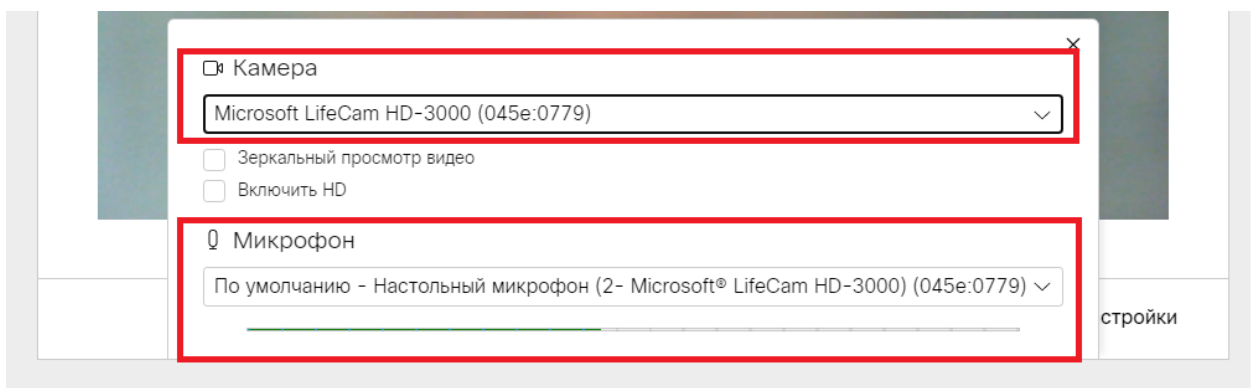 Камера
Microsoft LifeCam HD-3000 (045e:0779)
Зеркальный просмотр видео
Включить HD
Микрофон
По умолчанию - Настольный микрофон (2- Microsoft® LifeCam HD-3000) (045e:0779)
стройки